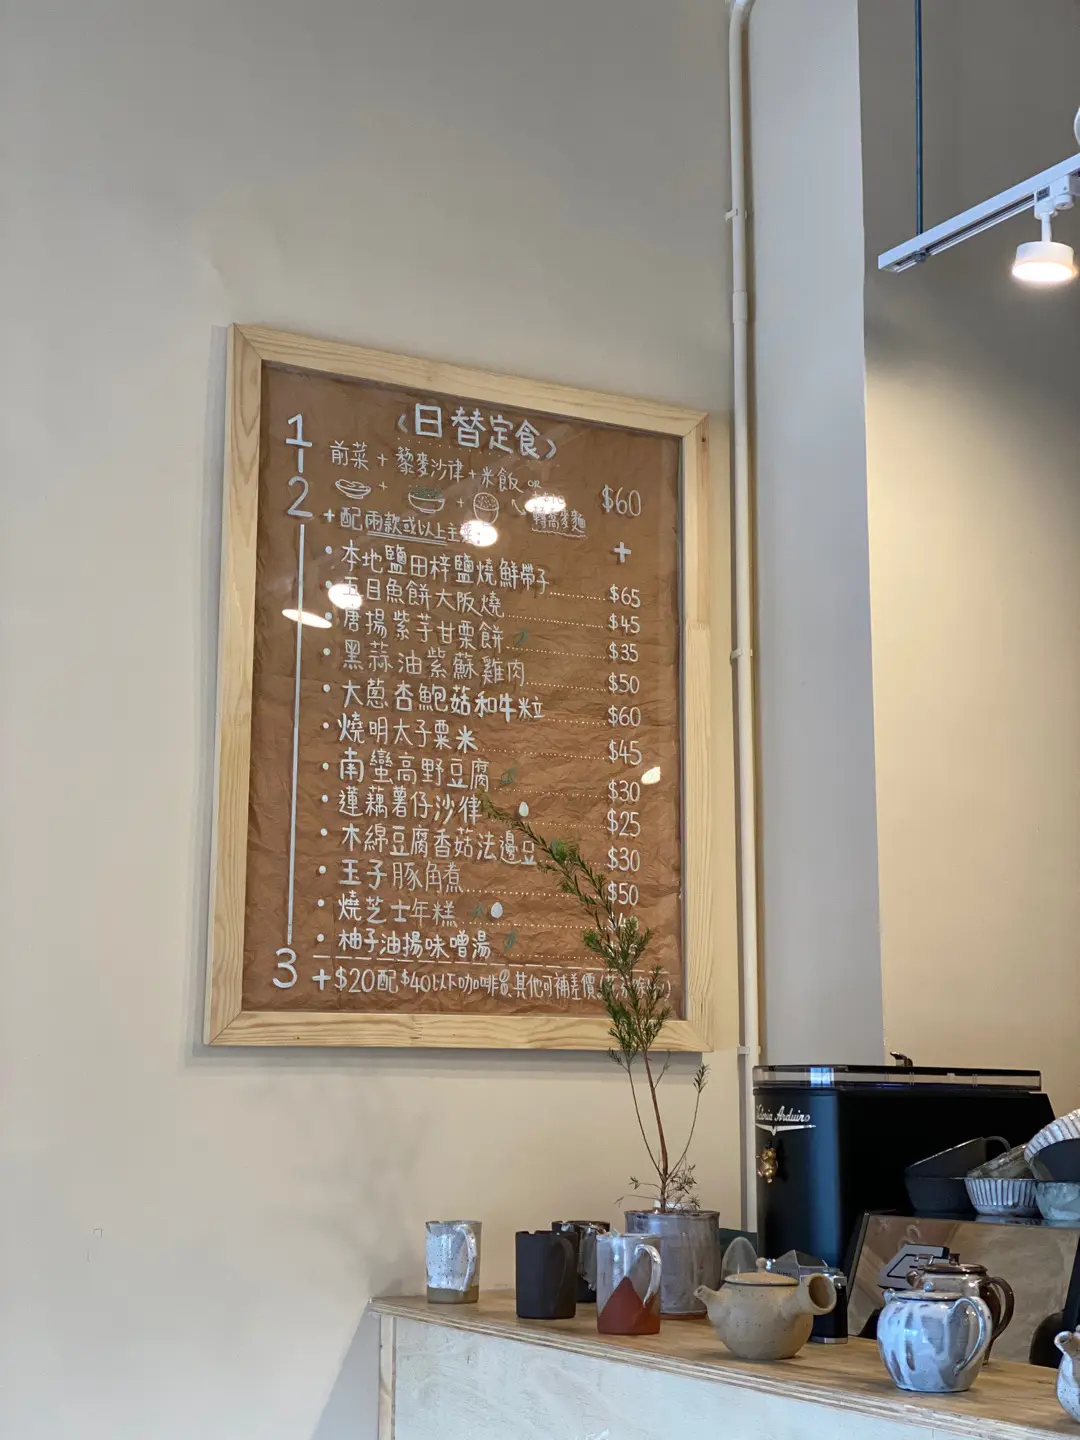 〈日替定食〉
1
前菜 + 藜麥沙律 + 米飯 OR
+ + $60
2
蕎麥麵
+配兩款或以上主
+
・本地鹽田梓鹽燒鮮帶子 $65
目魚餅大阪燒 $45
・唐揚紫芋甘栗餅 $35
・黑蒜油紫蘇雞肉 $50
・大蔥杏鮑菇和牛粒 $60
・燒明太子粟米 $45
・南蠻高野豆腐 $30
・蓮藕薯仔沙律 $25
・木綿豆腐香菇法邊豆 $30
・玉子豚角煮 $50
・燒芝士年糕
・柚子油揚味噌湯
3
+$20配$40以下咖啡, 其他可補差價!
Arduino